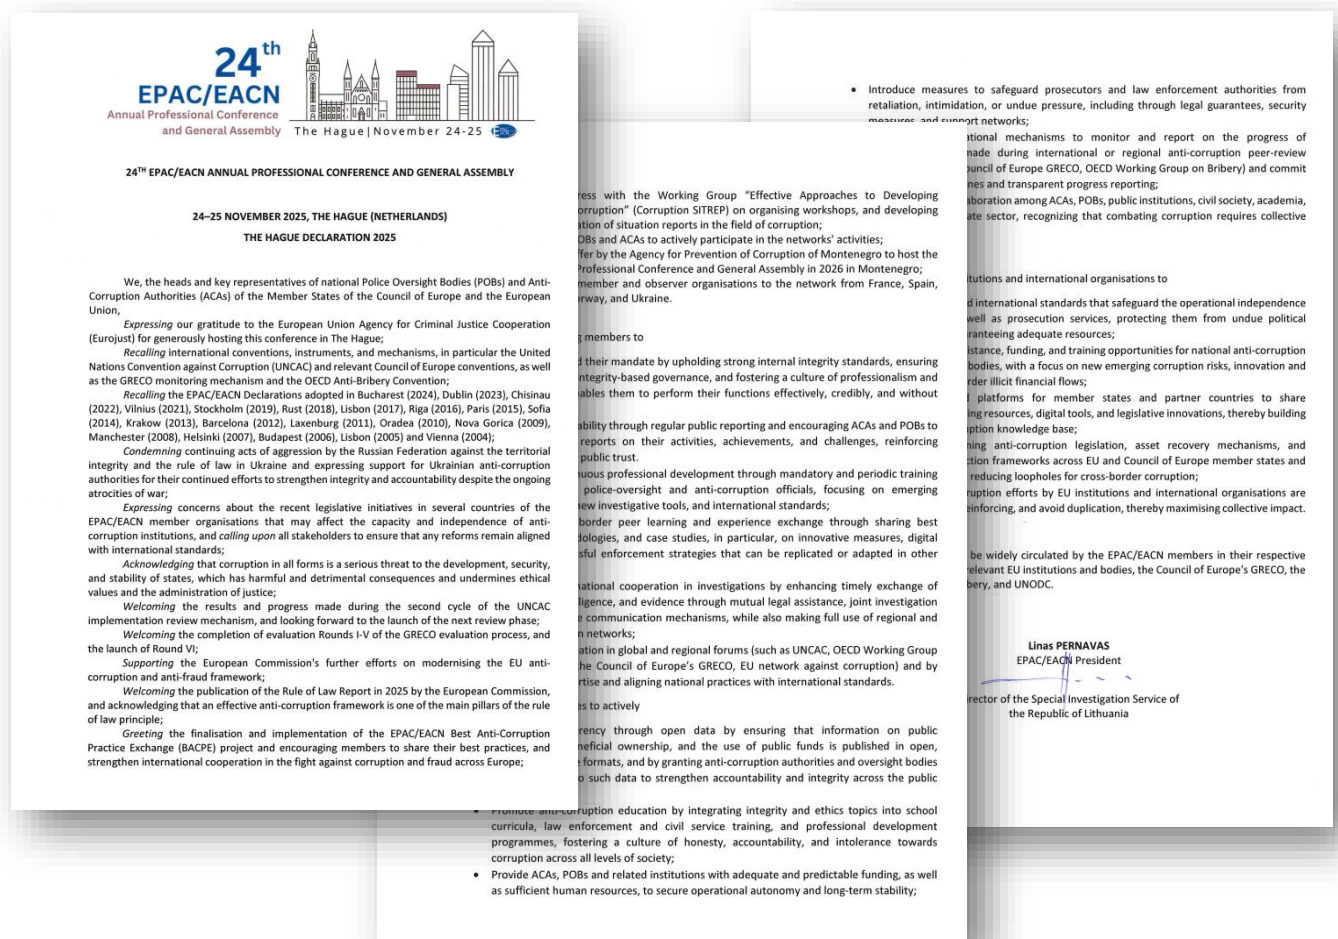 24th
EPAC/EACN
Annual Professional Conference
and General Assembly
The Hague|November 24-25
24TH EPAC/EACN ANNUAL PROFESSIONAL CONFERENCE AND GENERAL ASSEMBLY
24–25 NOVEMBER 2025, THE HAGUE (NETHERLANDS)
THE HAGUE DECLARATION 2025
We, the heads and key representatives of national Police Oversight Bodies (POBs) and Anti-
Corruption Authorities (ACAs) of the Member States of the Council of Europe and the European
Union,
Expressing our gratitude to the European Union Agency for Criminal Justice Cooperation
(Eurojust) for generously hosting this conference in The Hague;
Recalling international conventions, instruments, and mechanisms, in particular the United
Nations Convention against Corruption (UNCAC) and relevant Council of Europe conventions, as well
as the GRECO monitoring mechanism and the OECD Anti-Bribery Convention;
Recalling the EPAC/EACN Declarations adopted in Bucharest (2024), Dublin (2023), Chisinau
(2022), Vilnius (2021), Stockholm (2019), Rust (2018), Lisbon (2017), Riga (2016), Paris (2015), Sofia
(2014), Krakow (2013), Barcelona (2012), Laxenburg (2011), Oradea (2010), Nova Gorica (2009),
Manchester (2008), Helsinki (2007), Budapest (2006), Lisbon (2005) and Vienna (2004);
Condemning continuing acts of aggression by the Russian Federation against the territorial
integrity and the rule of law in Ukraine and expressing support for Ukrainian anti-corruption
authorities for their continued efforts to strengthen integrity and accountability despite the ongoing
atrocities of war;
Expressing concerns about the recent legislative initiatives in several countries of the
EPAC/EACN member organisations that may affect the capacity and independence of anti-
corruption institutions, and calling upon all stakeholders to ensure that any reforms remain aligned
with international standards;
Acknowledging that corruption in all forms is a serious threat to the development, security,
and stability of states, which has harmful and detrimental consequences and undermines ethical
values and the administration of justice;
Welcoming the results and progress made during the second cycle of the UNCAC
implementation review mechanism, and looking forward to the launch of the next review phase;
Welcoming the completion of evaluation Rounds I-V of the GRECO evaluation process, and
the launch of Round VI;
Supporting the European Commission's further efforts on modernising the EU anti-
corruption and anti-fraud framework;
Welcoming the publication of the Rule of Law Report in 2025 by the European Commission,
and acknowledging that an effective anti-corruption framework is one of the main pillars of the rule
of law principle;
Greeting the finalisation and implementation of the EPAC/EACN Best Anti-Corruption
Practice Exchange (BACPE) project and encouraging members to share their best practices, and
strengthen international cooperation in the fight against corruption and fraud across Europe;
with the Working Group “Effective Approaches to Developing
(Corruption SITREP) on organising workshops, and developing
of situation reports in the field of corruption;
and ACAs to actively participate in the networks' activities;
by the Agency for Prevention of Corruption of Montenegro to host the
Professional Conference and General Assembly in 2026 in Montenegro;
member and observer organisations to the network from France, Spain,
and Ukraine.
members to
their mandate by upholding strong internal integrity standards, ensuring
integrity-based governance, and fostering a culture of professionalism and
them to perform their functions effectively, credibly, and without
through regular public reporting and encouraging ACAs and POBs to
reports on their activities, achievements, and challenges, reinforcing
public trust.
professional development through mandatory and periodic training
police-oversight and anti-corruption officials, focusing on emerging
new investigative tools, and international standards;
peer learning and experience exchange through sharing best
and case studies, in particular, on innovative measures, digital
enforcement strategies that can be replicated or adapted in other
cooperation in investigations by enhancing timely exchange of
and evidence through mutual legal assistance, joint investigation
communication mechanisms, while also making full use of regional and
networks;
in global and regional forums (such as UNCAC, OECD Working Group
the Council of Europe’s GRECO, EU network against corruption) and by
and aligning national practices with international standards.
to actively
through open data by ensuring that information on public
ownership, and the use of public funds is published in open,
formats, and by granting anti-corruption authorities and oversight bodies
such data to strengthen accountability and integrity across the public
• Promote anti-corruption education by integrating integrity and ethics topics into school
curricula, law enforcement and civil service training, and professional development
programmes, fostering a culture of honesty, accountability, and intolerance towards
corruption across all levels of society;
• Provide ACAs, POBs and related institutions with adequate and predictable funding, as well
as sufficient human resources, to secure operational autonomy and long-term stability;
• Introduce measures to safeguard prosecutors and law enforcement authorities from
retaliation, intimidation, or undue pressure, including through legal guarantees, security
measures, and support networks;
mechanisms to monitor and report on the progress of
made during international or regional anti-corruption peer-review
Council of Europe GRECO, OECD Working Group on Bribery) and commit
and transparent progress reporting;
among ACAs, POBs, public institutions, civil society, academia,
sector, recognizing that combating corruption requires collective
and international organisations to
international standards that safeguard the operational independence
well as prosecution services, protecting them from undue political
adequate resources;
funding, and training opportunities for national anti-corruption
bodies, with a focus on new emerging corruption risks, innovation and
illicit financial flows;
platforms for member states and partner countries to share
resources, digital tools, and legislative innovations, thereby building
knowledge base;
anti-corruption legislation, asset recovery mechanisms, and
frameworks across EU and Council of Europe member states and
reducing loopholes for cross-border corruption;
efforts by EU institutions and international organisations are
and avoid duplication, thereby maximising collective impact.
be widely circulated by the EPAC/EACN members in their respective
relevant EU institutions and bodies, the Council of Europe's GRECO, the
and UNODC.
Linas PERNAVAS
EPAC/EACN President
Director of the Special Investigation Service of
the Republic of Lithuania